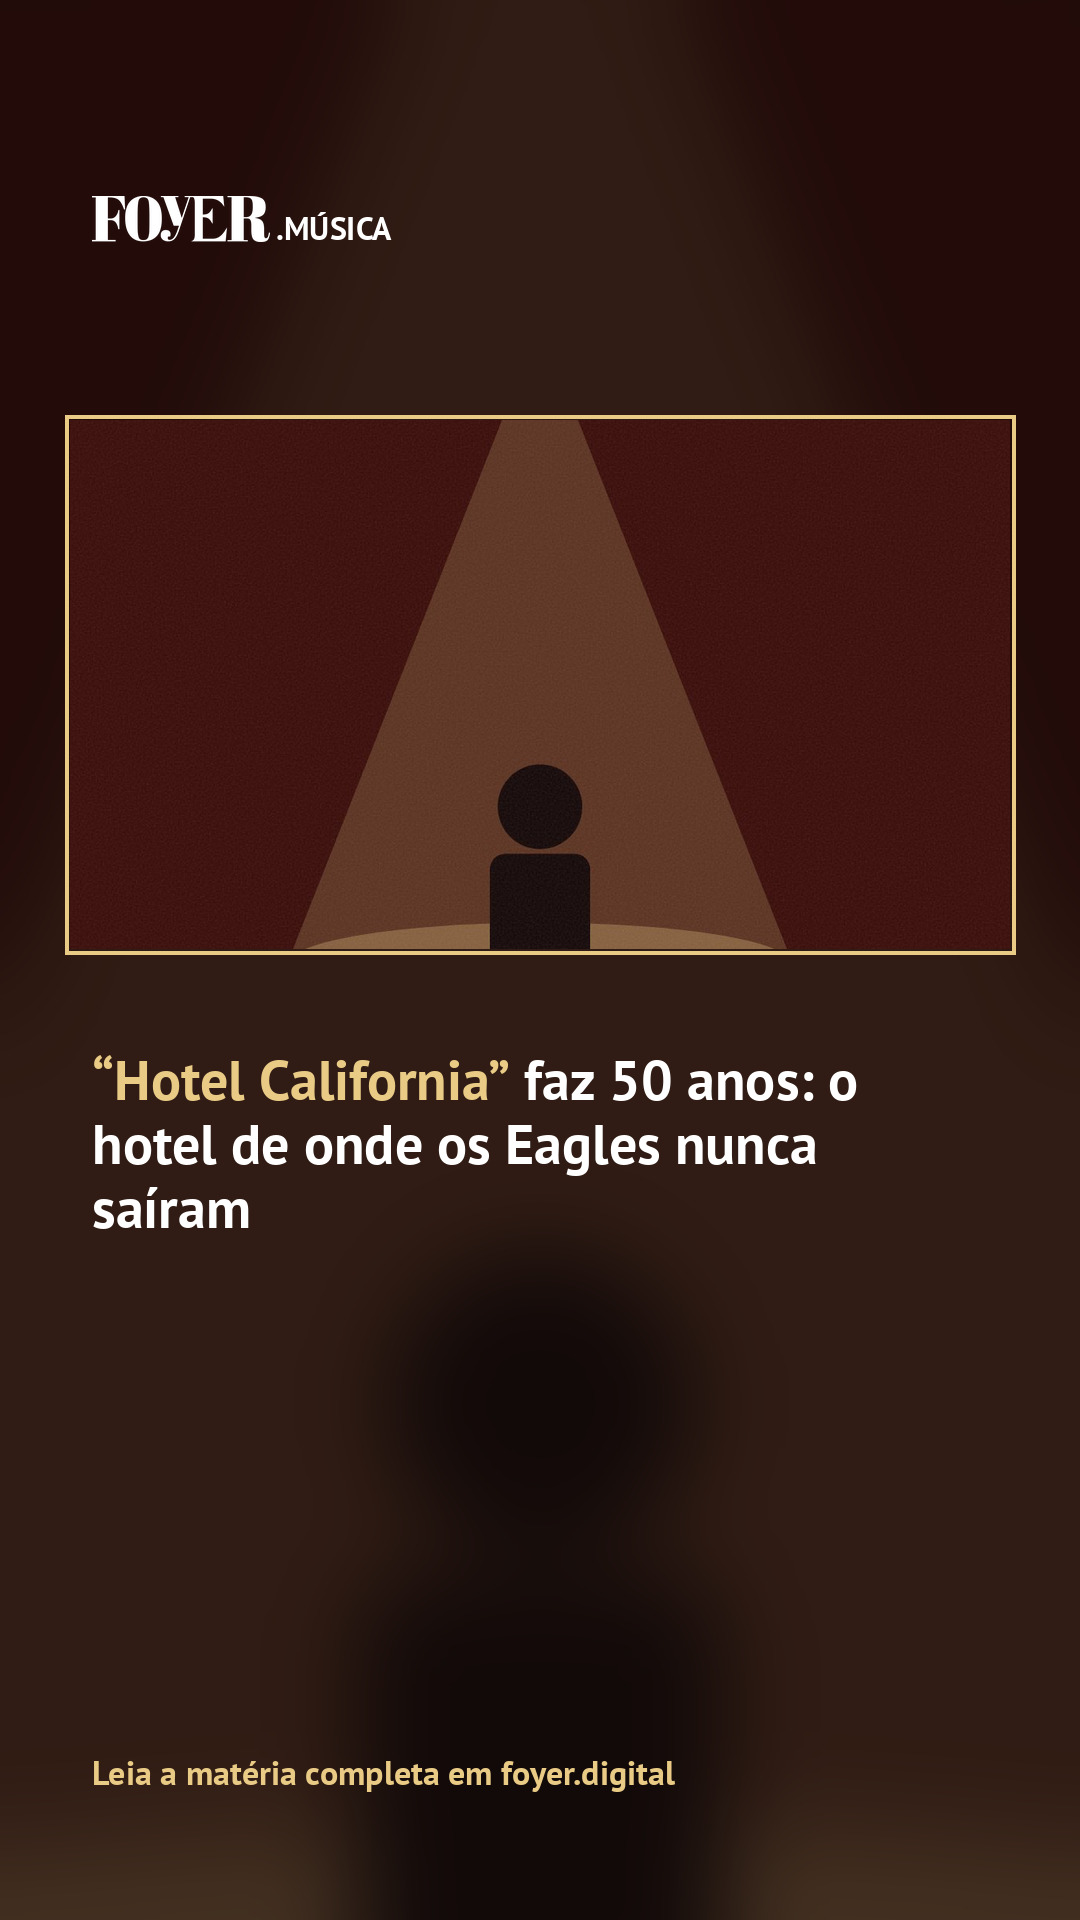 FOYER .MÚSICA
“Hotel California” faz 50 anos: o
hotel de onde os Eagles nunca
saíram
Leia a matéria completa em foyer.digital